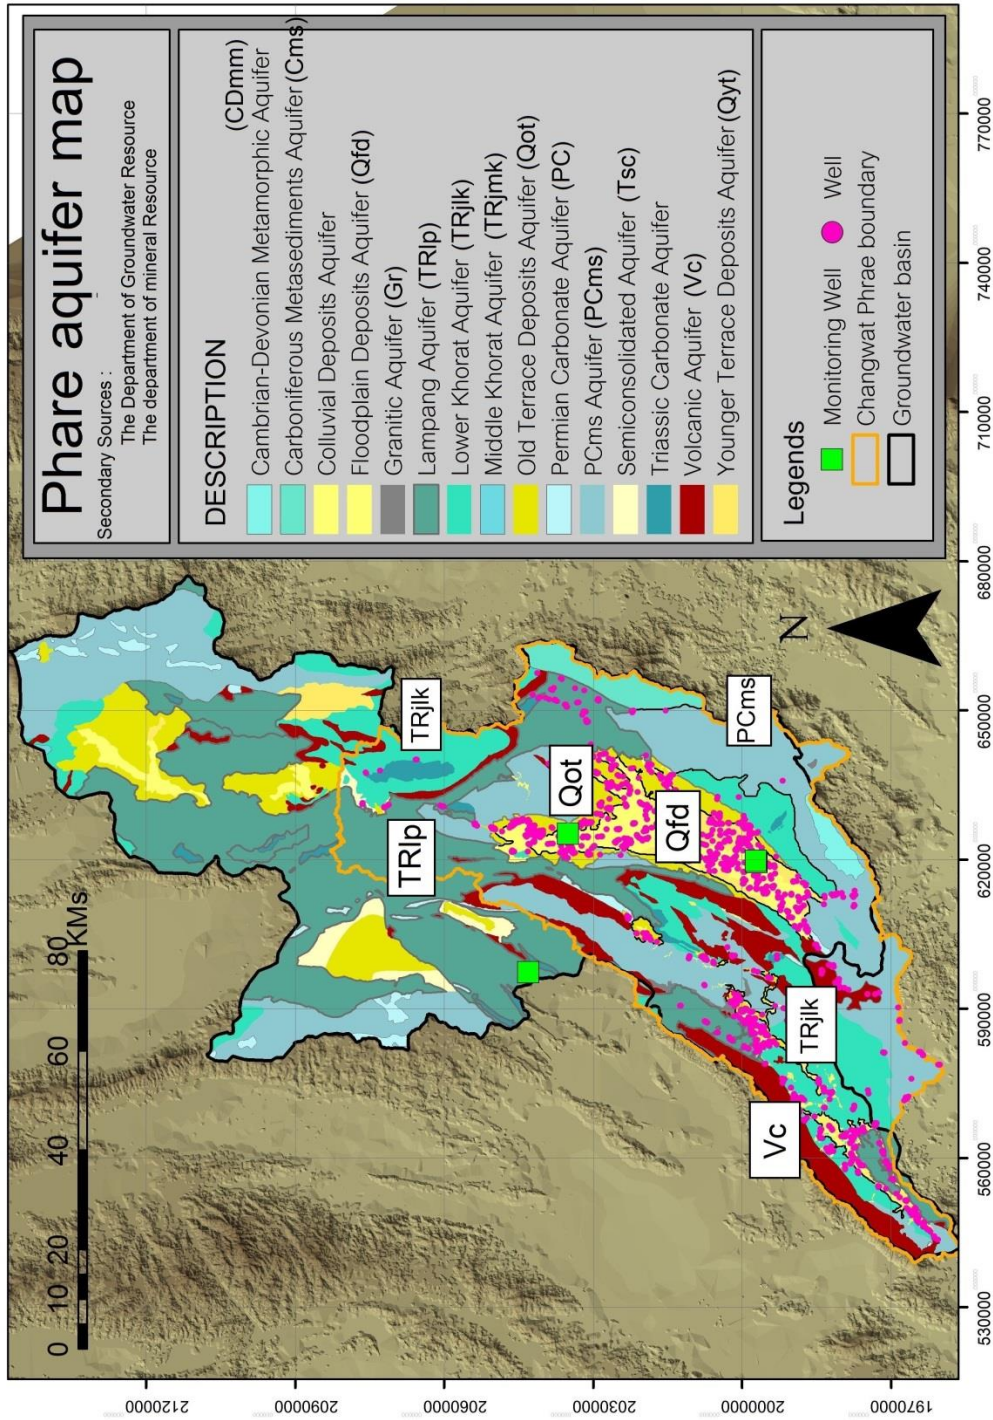 Phare aquifer map
Secondary Sources :
The Department of Groundwater Resource
The department of mineral Resource
DESCRIPTION
(CDmm)
Cambrian-Devonian Metamorphic Aquifer
Carboniferous Metasediments Aquifer (Cms)
Colluvial Deposits Aquifer
Floodplain Deposits Aquifer (Qfd)
Granitic Aquifer (Gr)
Lampang Aquifer (TRlp)
Lower Khorat Aquifer (TRjlk)
Middle Khorat Aquifer (TRjmk)
Old Terrace Deposits Aquifer (Qot)
Permian Carbonate Aquifer (PC)
PCms Aquifer (PCms)
Semiconsolidated Aquifer (Tsc)
Triassic Carbonate Aquifer
Volcanic Aquifer (Vc)
Younger Terrace Deposits Aquifer (Qyt)
Legends
Monitoring Well
Well
Changwat Phrae boundary
Groundwater basin
0 10 20 40 60 80
KMs
TRjlk
TRlp
Qot
Qfd
PCms
TRjlk
Vc
N
2120000
2090000
2060000
2030000
2000000
1970000
530000
560000
590000
620000
650000
680000
710000
740000
770000